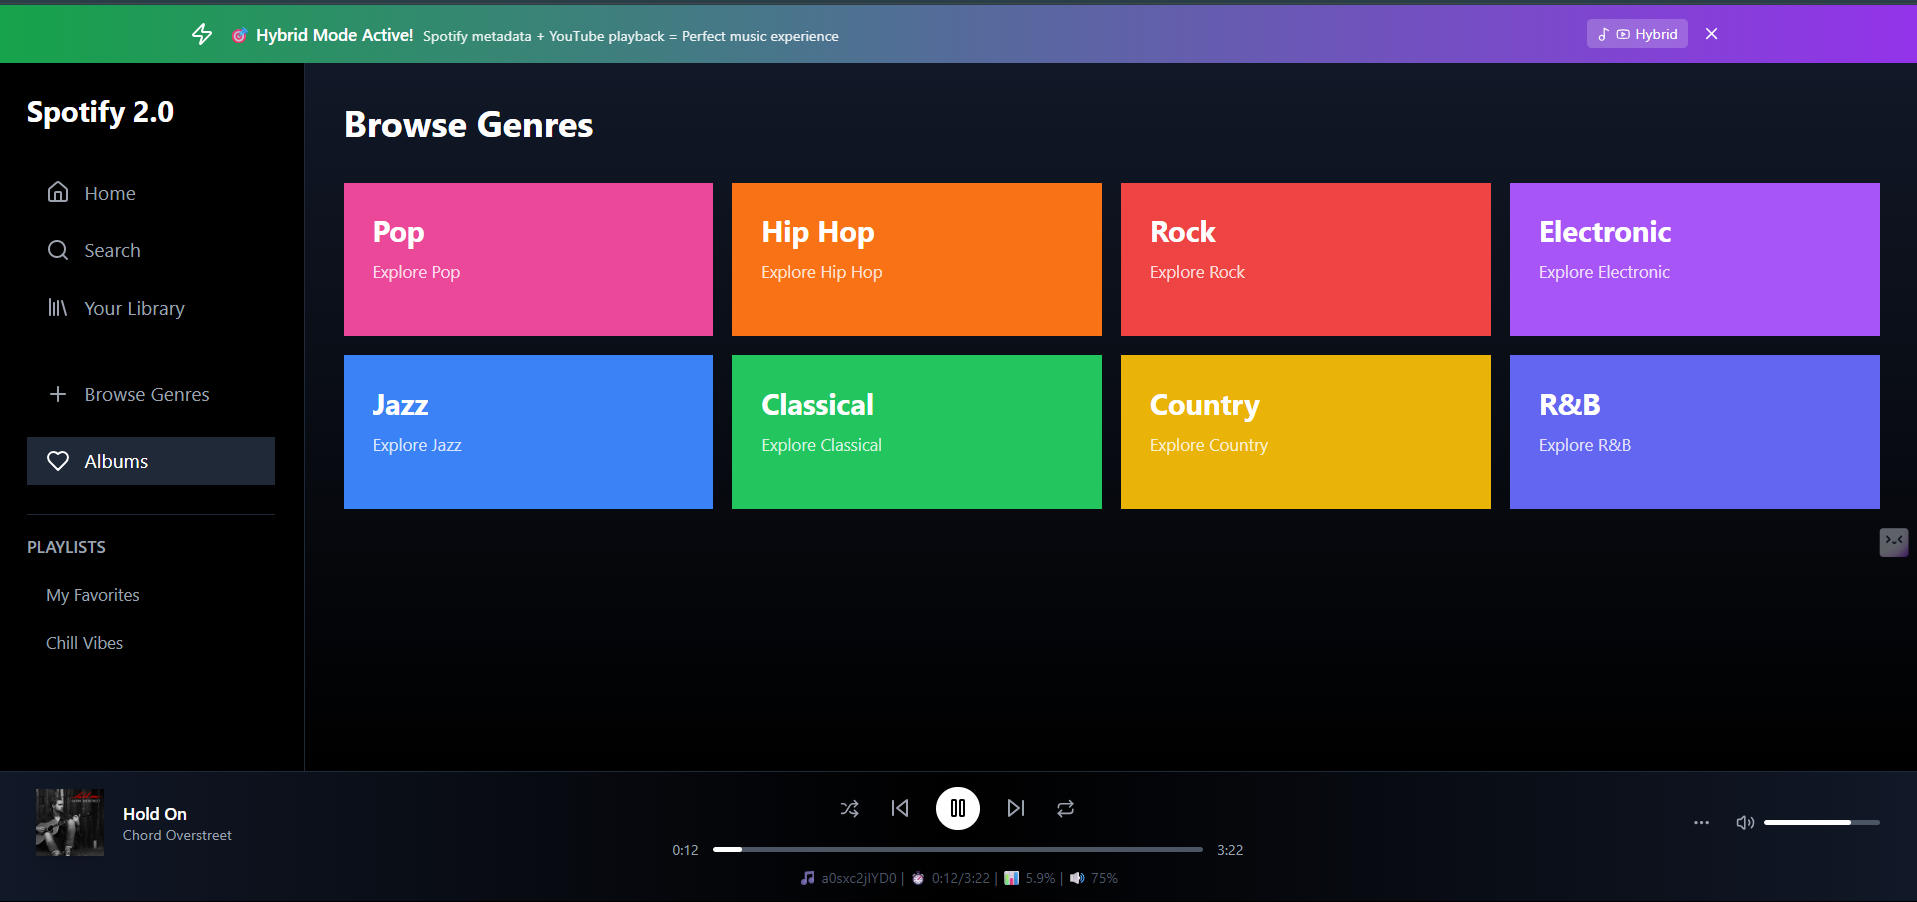 🎯 Hybrid Mode Active! Spotify metadata + YouTube playback = Perfect music experience
Hybrid
Spotify 2.0
Home
Search
Your Library
Browse Genres
Albums
PLAYLISTS
My Favorites
Chill Vibes
Browse Genres
Pop
Explore Pop
Hip Hop
Explore Hip Hop
Rock
Explore Rock
Electronic
Explore Electronic
Jazz
Explore Jazz
Classical
Explore Classical
Country
Explore Country
R&B
Explore R&B
Hold On
Chord Overstreet
0:12
3:22
🎵 a0sxc2jIYD0 | ⏰ 0:12/3:22 | 📊 5.9% | 🔊 75%